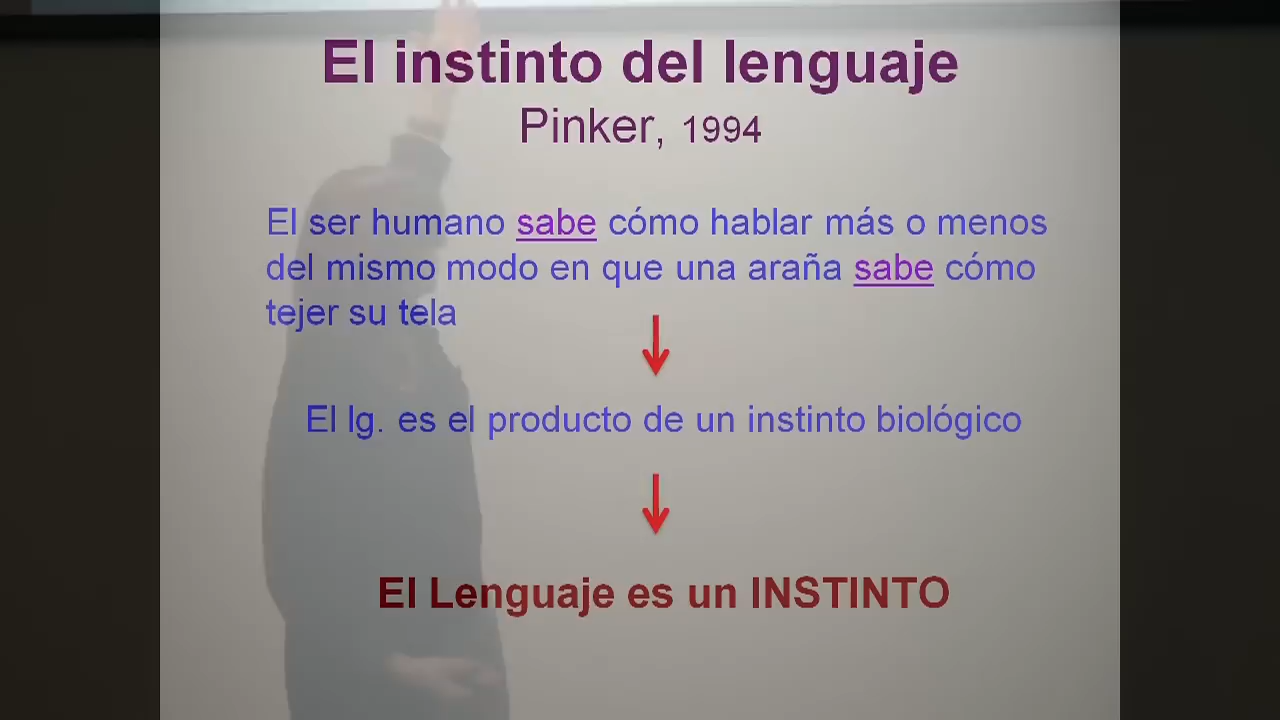 El instinto del lenguaje
Pinker, 1994
El ser humano sabe cómo hablar más o menos
del mismo modo en que una araña sabe cómo
tejer su tela
El lg. es el producto de un instinto biológico
El Lenguaje es un INSTINTO